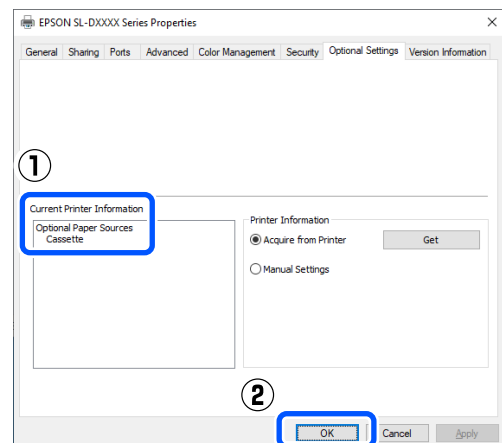 EPSON SL-DXXXX Series Properties
General Sharing Ports Advanced Color Management Security Optional Settings Version Information
1
Current Printer Information
Optional Paper Sources
Cassette
Printer Information
Acquire from Printer
Get
Manual Settings
2
OK Cancel Apply